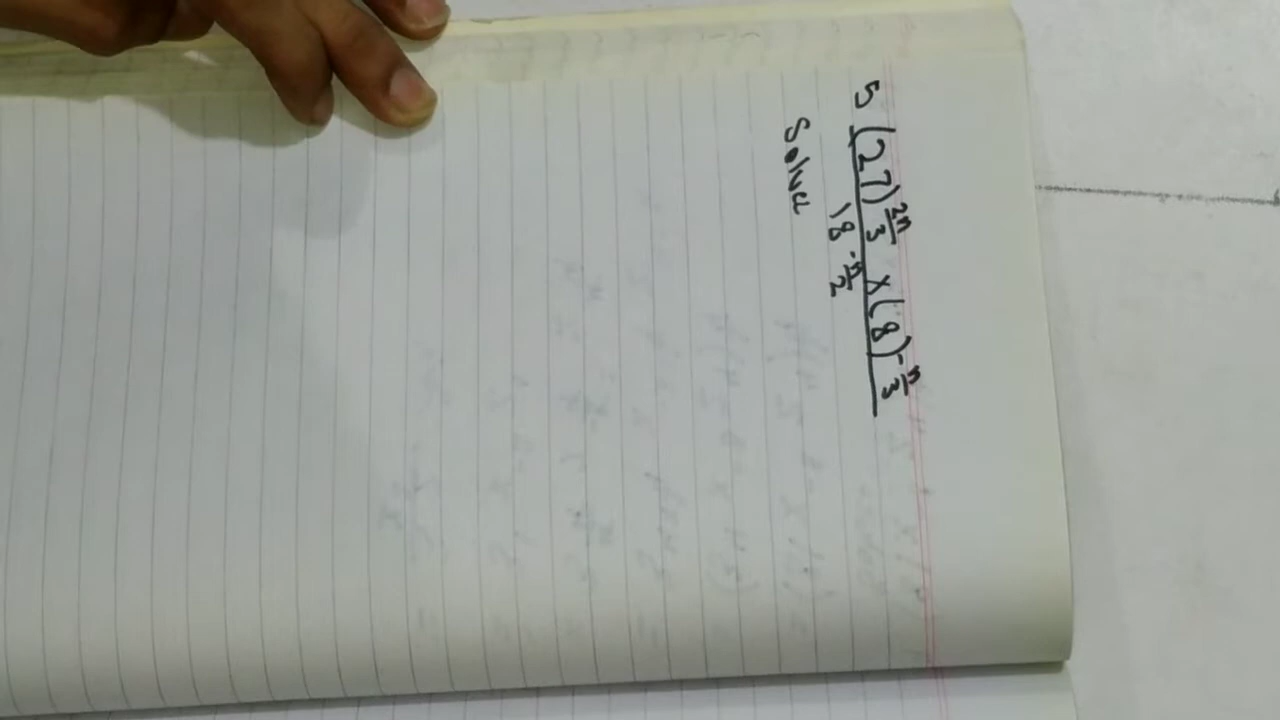 5 (27)^{2n/3} × (8)^{-n/3}
18^{-n/2}
Solve